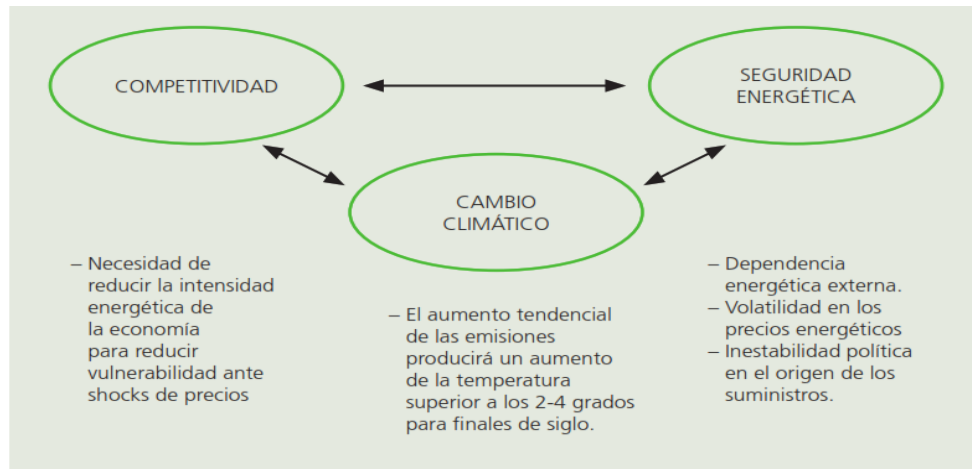 COMPETITIVIDAD
SEGURIDAD
ENERGÉTICA
CAMBIO
CLIMÁTICO
– Necesidad de
reducir la intensidad
energética de
la economía
para reducir
vulnerabilidad ante
shocks de precios
– El aumento tendencial
de las emisiones
producirá un aumento
de la temperatura
superior a los 2-4 grados
para finales de siglo.
– Dependencia
energética externa.
– Volatilidad en los
precios energéticos
– Inestabilidad política
en el origen de los
suministros.